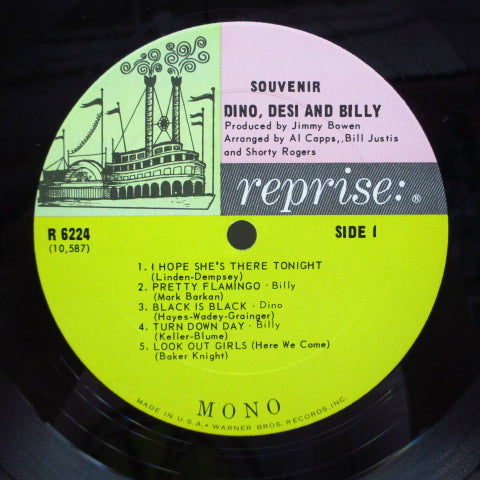 SOUVENIR
DINO, DESI AND BILLY
Produced by Jimmy Bowen
Arranged by Al Capps,,Bill Justis
and Shorty Rogers
reprise:®
R 6224
SIDE 1
(10,587)
1. I HOPE SHE'S THERE TONIGHT
(Linden-Dempsey)
2. PRETTY FLAMINGO - Billy
(Mark Barkan)
3. BLACK IS BLACK - Dino
(Hayes-Wadey-Grainger)
4. TURN DOWN DAY - Billy
(Keller-Blume)
5. LOOK OUT GIRLS (Here We Come)
(Baker Knight)
MONO
MADE IN U.S.A. • WARNER BROS. RECORDS, INC.